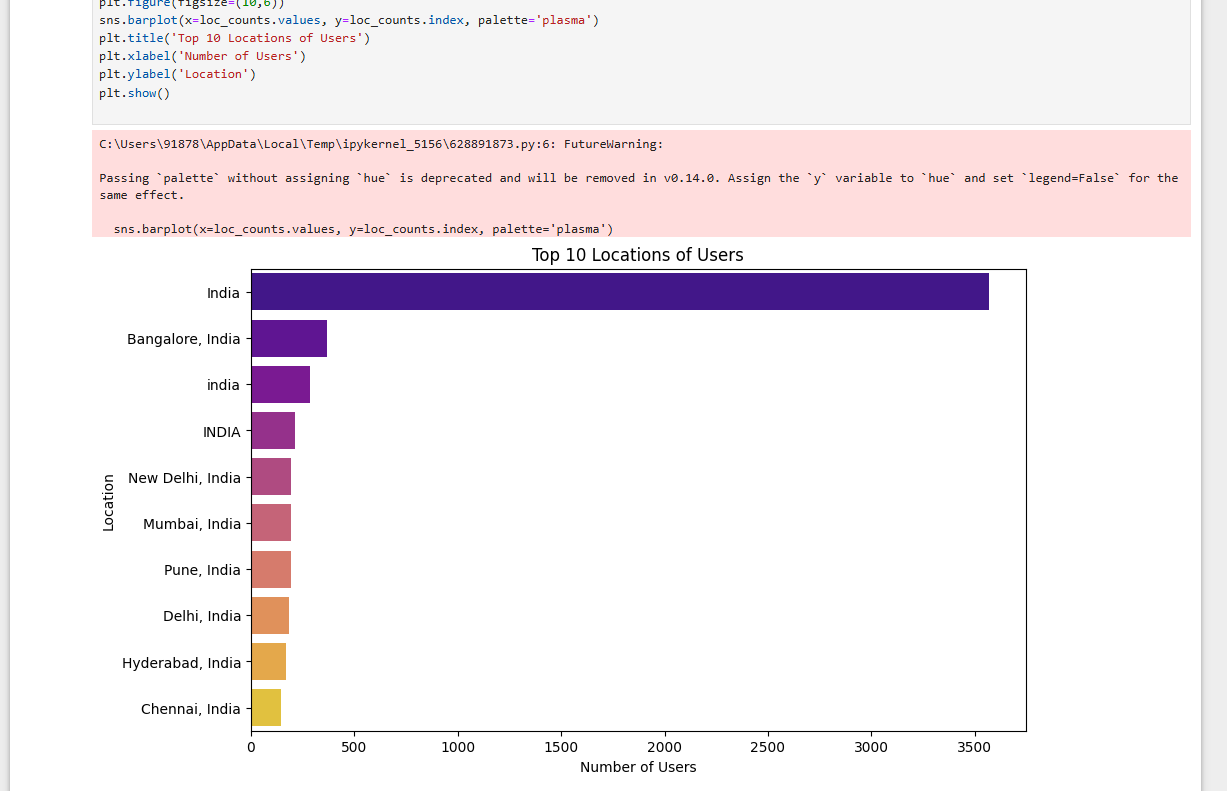 plt.figure(figsize=(10,6))
sns.barplot(x=loc_counts.values, y=loc_counts.index, palette='plasma')
plt.title('Top 10 Locations of Users')
plt.xlabel('Number of Users')
plt.ylabel('Location')
plt.show()
C:\Users\91878\AppData\Local\Temp\ipykernel_5156\628891873.py:6: FutureWarning:
Passing `palette` without assigning `hue` is deprecated and will be removed in v0.14.0. Assign the `y` variable to `hue` and set `legend=False` for the
same effect.
sns.barplot(x=loc_counts.values, y=loc_counts.index, palette='plasma')
Top 10 Locations of Users
India
Bangalore, India
india
INDIA
New Delhi, India
Mumbai, India
Pune, India
Delhi, India
Hyderabad, India
Chennai, India
Location
0 500 1000 1500 2000 2500 3000 3500
Number of Users